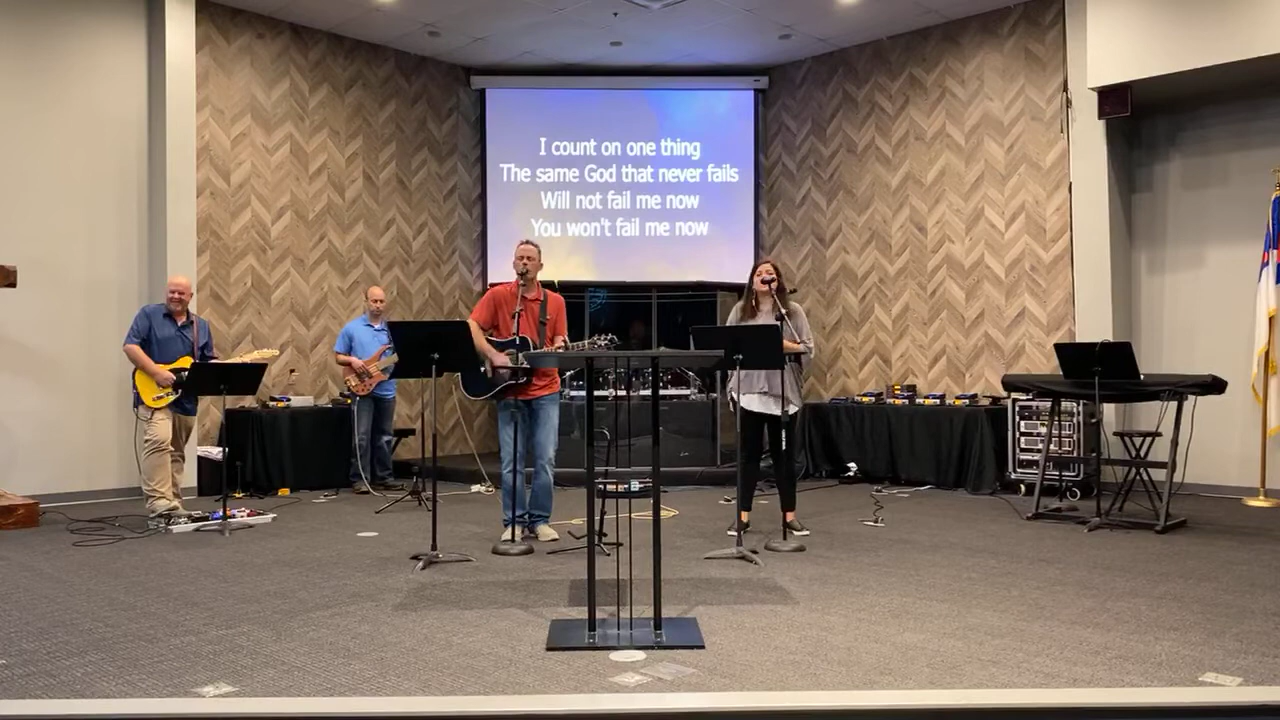 I count on one thing
The same God that never fails
Will not fail me now
You won't fail me now